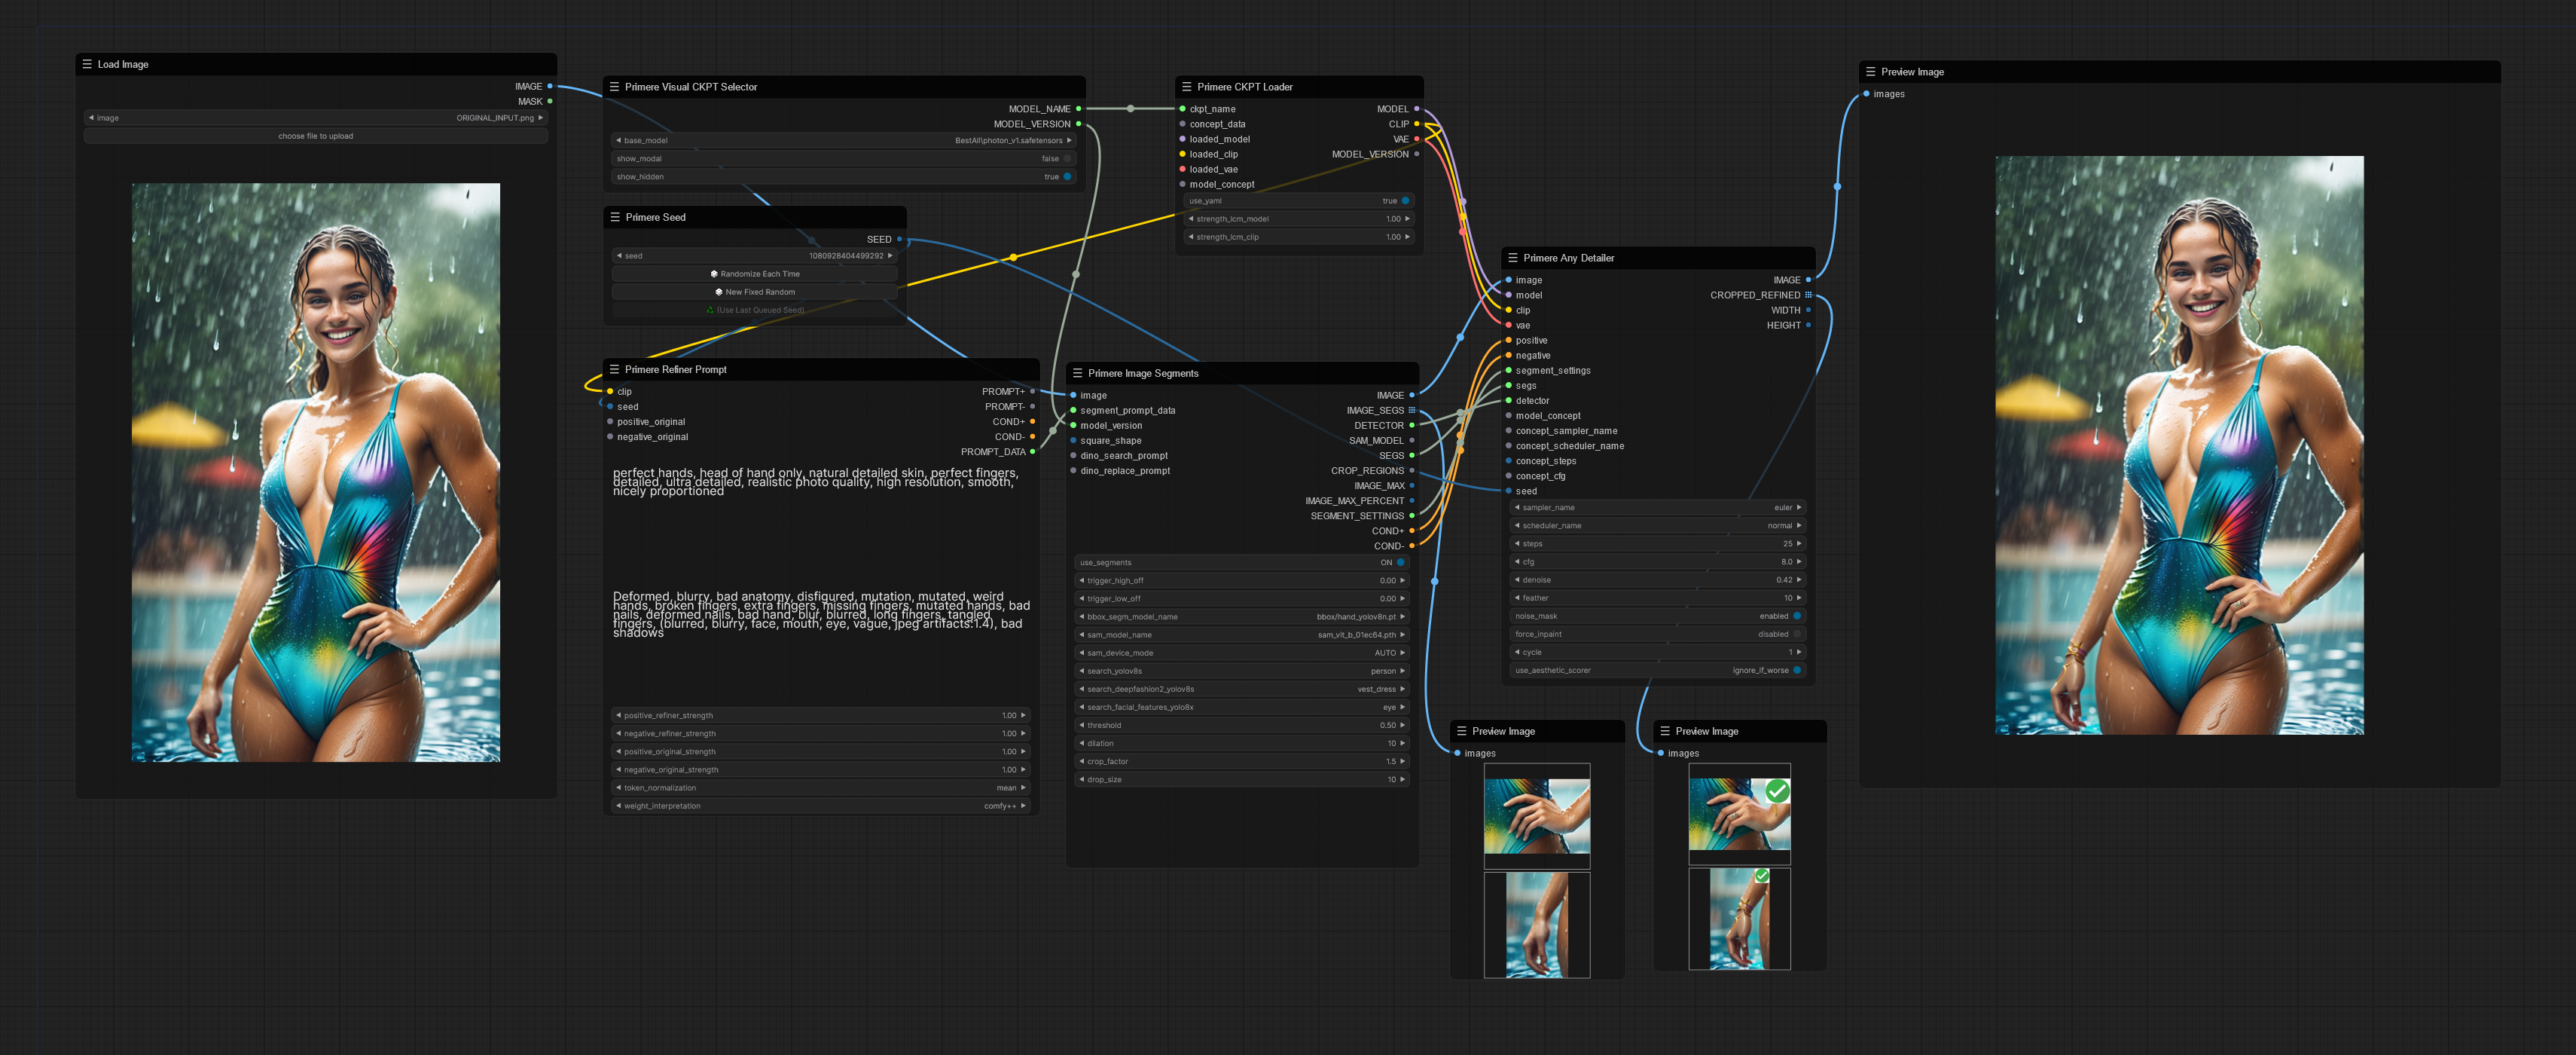 Load Image
IMAGE
MASK
image ORIGINAL_INPUT.png
choose file to upload
Primere Visual CKPT Selector
MODEL_NAME
MODEL_VERSION
base_model BestAll\photon_v1.safetensors
show_modal false
show_hidden true
Primere Seed
SEED
seed 1080928404499292
Randomize Each Time
New Fixed Random
(Use Last Queued Seed)
Primere Refiner Prompt
clip PROMPT+
seed PROMPT-
positive_original COND+
negative_original COND-
PROMPT_DATA
perfect hands, head of hand only, natural detailed skin, perfect fingers,
detailed, ultra detailed, realistic photo quality, high resolution, smooth,
nicely proportioned
Deformed, blurry, bad anatomy, disfigured, mutation, mutated, weird
hands, broken fingers, extra fingers, missing fingers, mutated hands, bad
nails, deformed nails, bad hand, blur, blurred, long fingers, tangled
fingers, (blurred, blurry, face, mouth, eye, vague, jpeg artifacts:1.4), bad
shadows
positive_refiner_strength 1.00
negative_refiner_strength 1.00
positive_original_strength 1.00
negative_original_strength 1.00
token_normalization mean
weight_interpretation comfy++
Primere CKPT Loader
ckpt_name MODEL
concept_data CLIP
loaded_model VAE
loaded_clip MODEL_VERSION
loaded_vae
model_concept
use_yaml true
strength_lcm_model 1.00
strength_lcm_clip 1.00
Primere Image Segments
image IMAGE
segment_prompt_data IMAGE_SEGS
model_version DETECTOR
square_shape SAM_MODEL
dino_search_prompt SEGS
dino_replace_prompt CROP_REGIONS
IMAGE_MAX
IMAGE_MAX_PERCENT
SEGMENT_SETTINGS
COND+
COND-
use_segments ON
trigger_high_off 0.00
trigger_low_off 0.00
bbox_segm_model_name bbox/hand_yolov8n.pt
sam_model_name sam_vit_b_01ec64.pth
sam_device_mode AUTO
search_yolov8s person
search_deepfashion2_yolov8s vest_dress
search_facial_features_yolo8x eye
threshold 0.50
dilation 10
crop_factor 1.5
drop_size 10
Primere Any Detailer
image IMAGE
model CROPPED_REFINED
clip WIDTH
vae HEIGHT
positive
negative
segment_settings
segs
detector
model_concept
concept_sampler_name
concept_scheduler_name
concept_steps
concept_cfg
seed
sampler_name euler
scheduler_name normal
steps 25
cfg 8.0
denoise 0.42
feather 10
noise_mask enabled
force_inpaint disabled
cycle 1
use_aesthetic_scorer ignore_if_worse
Preview Image
images
Preview Image
images
Preview Image
images